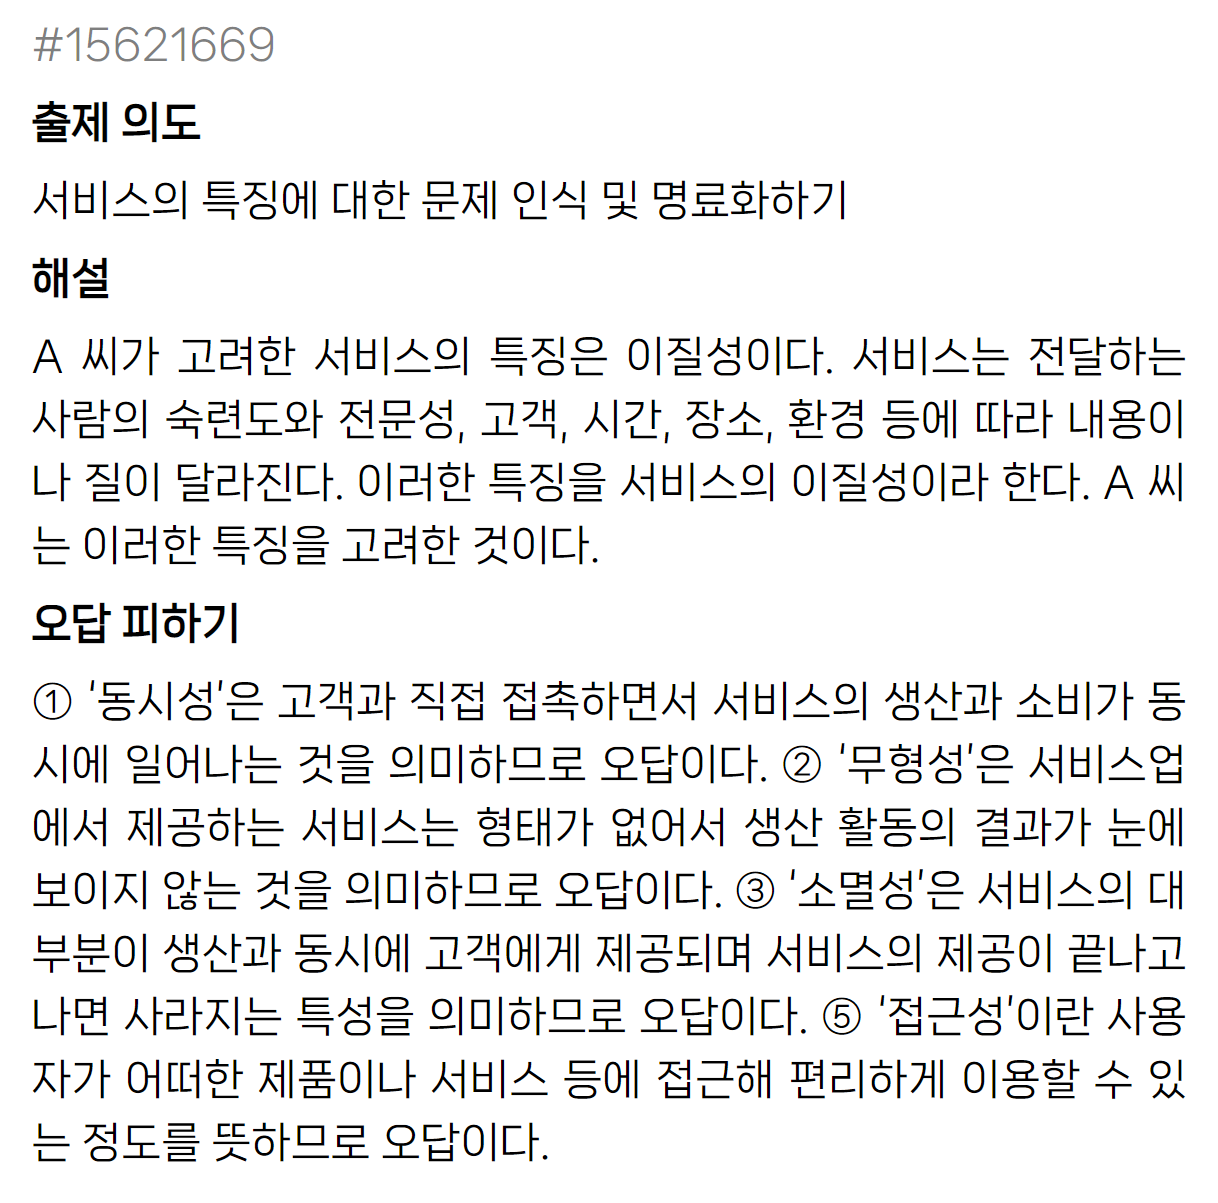 #15621669
출제 의도
서비스의 특징에 대한 문제 인식 및 명료화하기
해설
A 씨가 고려한 서비스의 특징은 이질성이다. 서비스는 전달하는
사람의 숙련도와 전문성, 고객, 시간, 장소, 환경 등에 따라 내용이
나 질이 달라진다. 이러한 특징을 서비스의 이질성이라 한다. A 씨
는 이러한 특징을 고려한 것이다.
오답 피하기
① ‘동시성’은 고객과 직접 접촉하면서 서비스의 생산과 소비가 동
시에 일어나는 것을 의미하므로 오답이다. ② ‘무형성’은 서비스업
에서 제공하는 서비스는 형태가 없어서 생산 활동의 결과가 눈에
보이지 않는 것을 의미하므로 오답이다. ③ ‘소멸성’은 서비스의 대
부분이 생산과 동시에 고객에게 제공되며 서비스의 제공이 끝나고
나면 사라지는 특성을 의미하므로 오답이다. ⑤ ‘접근성’이란 사용
자가 어떠한 제품이나 서비스 등에 접근해 편리하게 이용할 수 있
는 정도를 뜻하므로 오답이다.